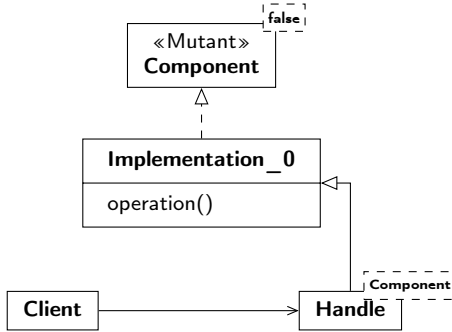 false
«Mutant»
Component
Implementation_0
operation()
Component
Client
Handle